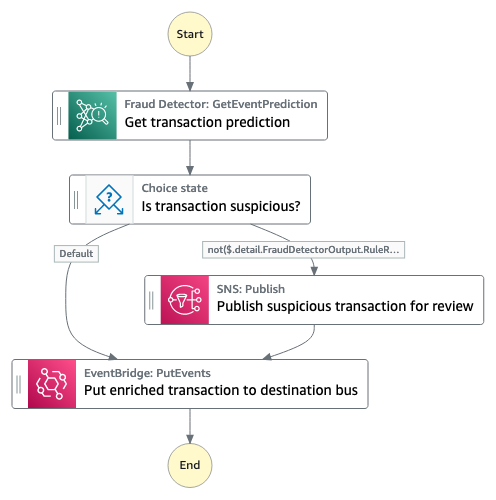 Start
Fraud Detector: GetEventPrediction
Get transaction prediction
Choice state
Is transaction suspicious?
Default
not($.detail.FraudDetectorOutput.RuleR...
SNS: Publish
Publish suspicious transaction for review
EventBridge: PutEvents
Put enriched transaction to destination bus
End